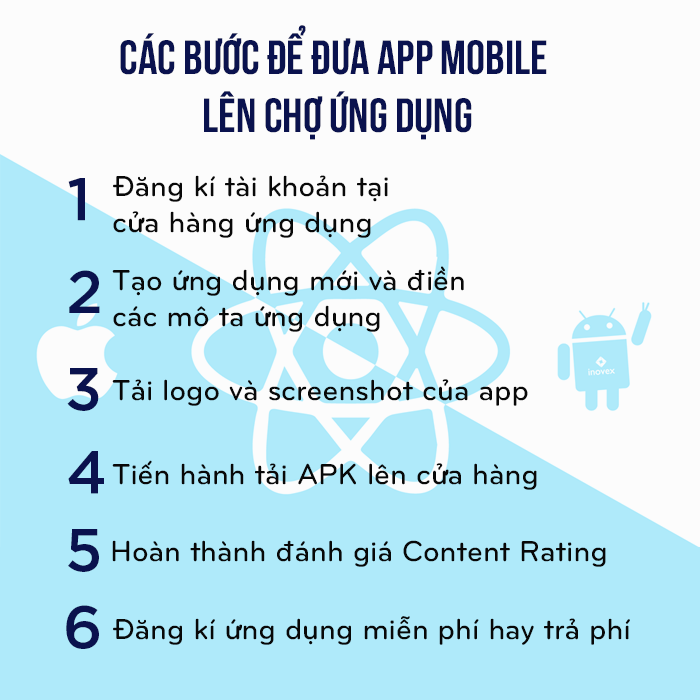 CÁC BƯỚC ĐỂ ĐƯA APP MOBILE
LÊN CHỢ ỨNG DỤNG
1 Đăng kí tài khoản tại
cửa hàng ứng dụng
2 Tạo ứng dụng mới và điền
các mô ta ứng dụng
3 Tải logo và screenshot của app
4 Tiến hành tải APK lên cửa hàng
5 Hoàn thành đánh giá Content Rating
6 Đăng kí ứng dụng miễn phí hay trả phí
inovex